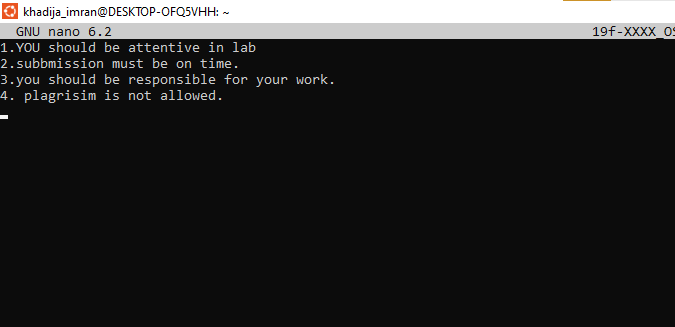 khadija_imran@DESKTOP-OFQ5VHH: ~
GNU nano 6.2 19f-XXXX_OS
1.YOU should be attentive in lab
2.subbmission must be on time.
3.you should be responsible for your work.
4. plagrisim is not allowed.